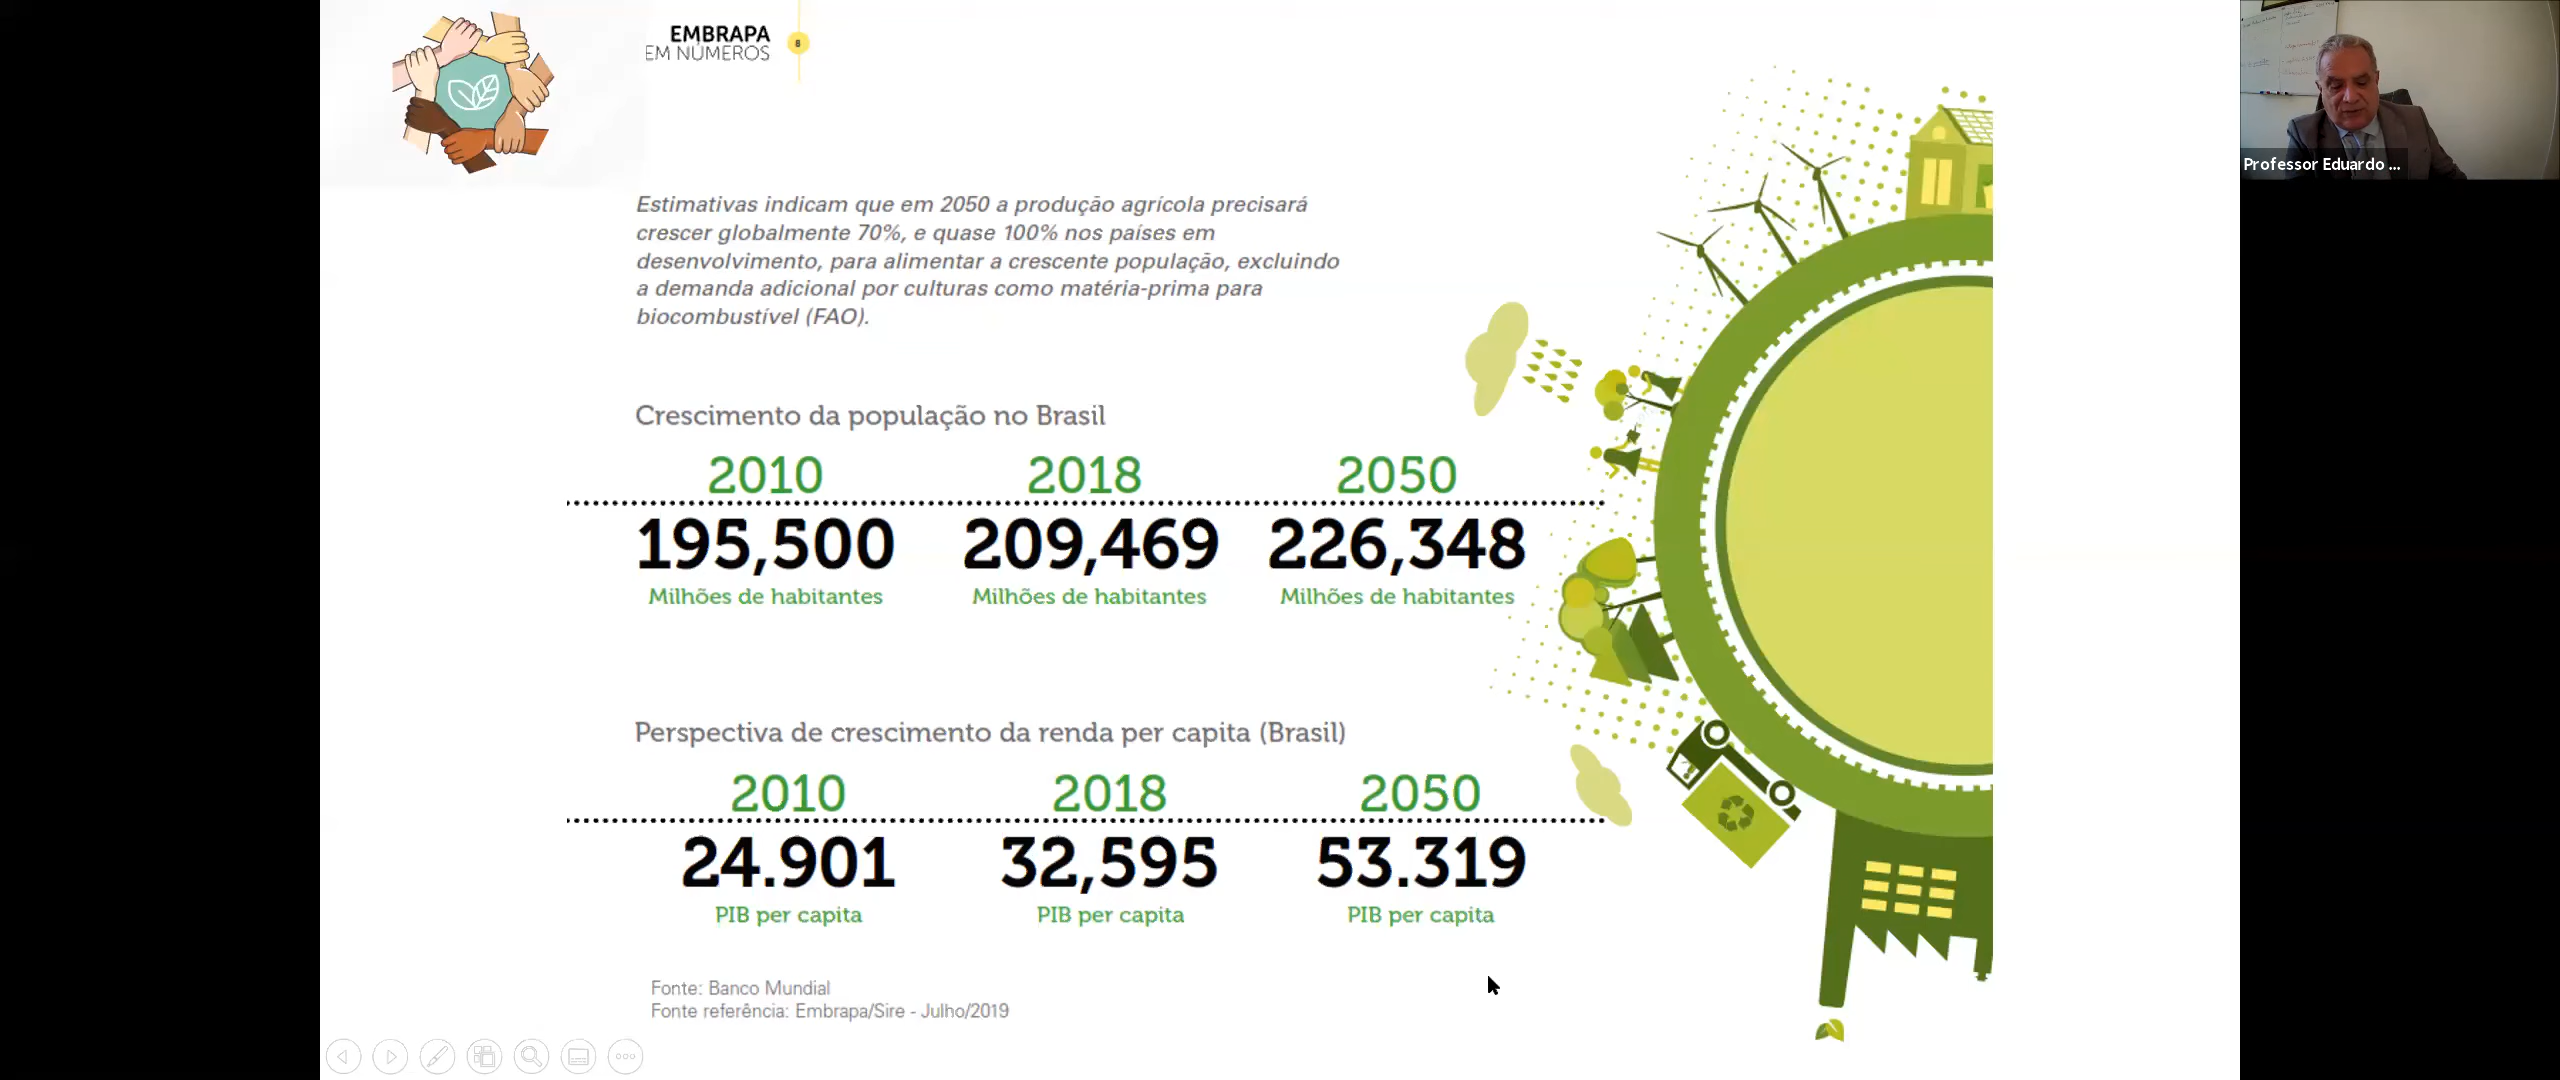 EMBRAPA
EM NÚMEROS
8
Professor Eduardo ...
Estimativas indicam que em 2050 a produção agrícola precisará
crescer globalmente 70%, e quase 100% nos países em
desenvolvimento, para alimentar a crescente população, excluindo
a demanda adicional por culturas como matéria-prima para
biocombustível (FAO).
Crescimento da população no Brasil
2010 2018 2050
195,500 209,469 226,348
Milhões de habitantes Milhões de habitantes Milhões de habitantes
Perspectiva de crescimento da renda per capita (Brasil)
2010 2018 2050
24.901 32,595 53.319
PIB per capita PIB per capita PIB per capita
Fonte: Banco Mundial
Fonte referência: Embrapa/Sire - Julho/2019